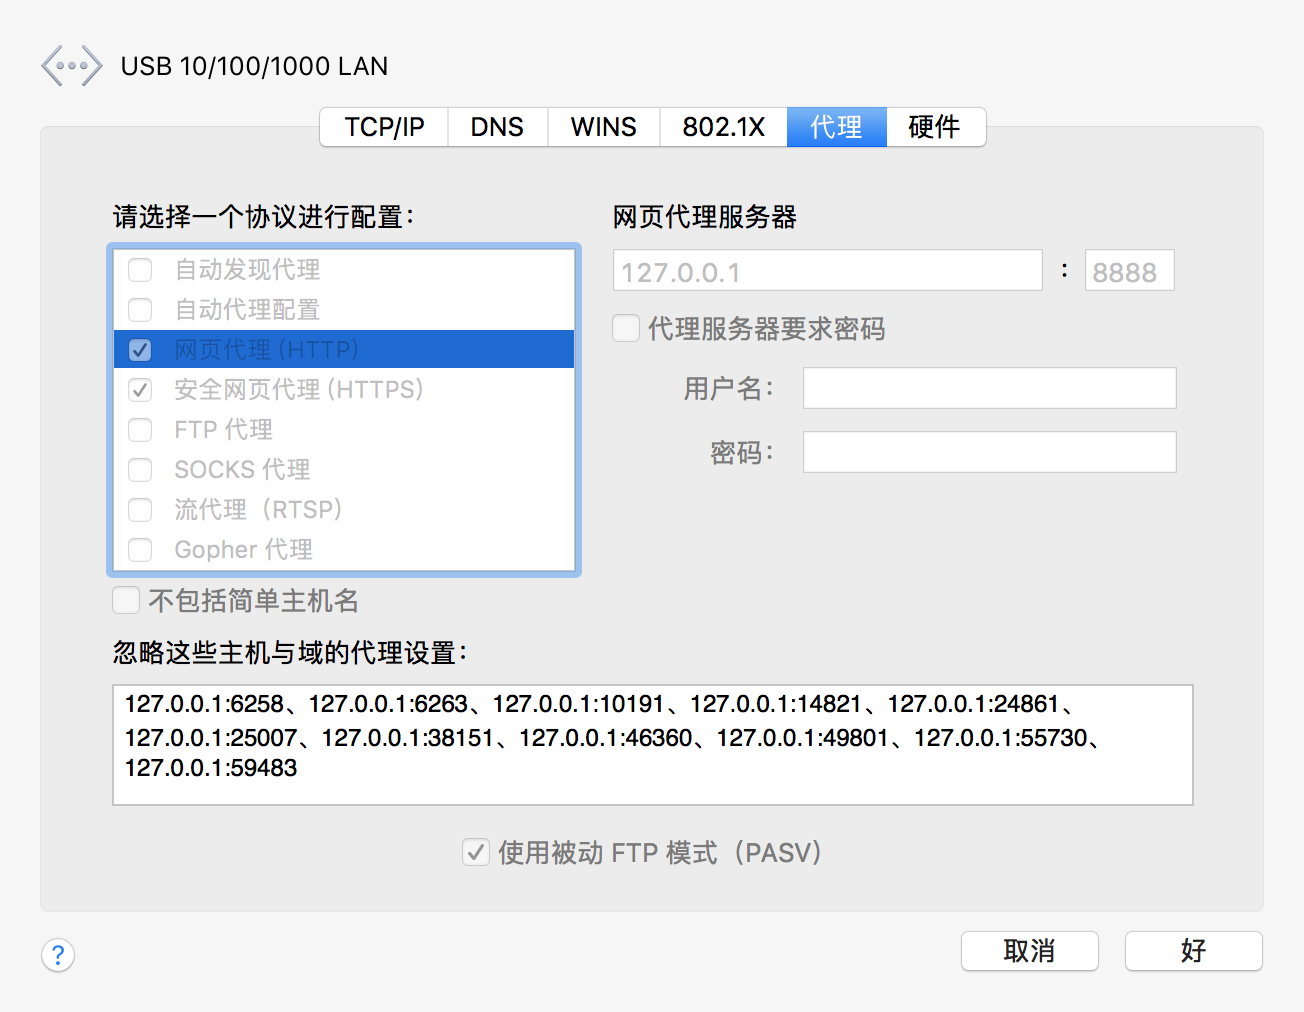 USB 10/100/1000 LAN
TCP/IP DNS WINS 802.1X 代理 硬件
请选择一个协议进行配置：
自动发现代理
自动代理配置
网页代理 (HTTP)
安全网页代理 (HTTPS)
FTP 代理
SOCKS 代理
流代理（RTSP）
Gopher 代理
不包括简单主机名
网页代理服务器
127.0.0.1 : 8888
代理服务器要求密码
用户名：
密码：
忽略这些主机与域的代理设置：
127.0.0.1:6258、127.0.0.1:6263、127.0.0.1:10191、127.0.0.1:14821、127.0.0.1:24861、
127.0.0.1:25007、127.0.0.1:38151、127.0.0.1:46360、127.0.0.1:49801、127.0.0.1:55730、
127.0.0.1:59483
使用被动 FTP 模式（PASV）
?
取消 好